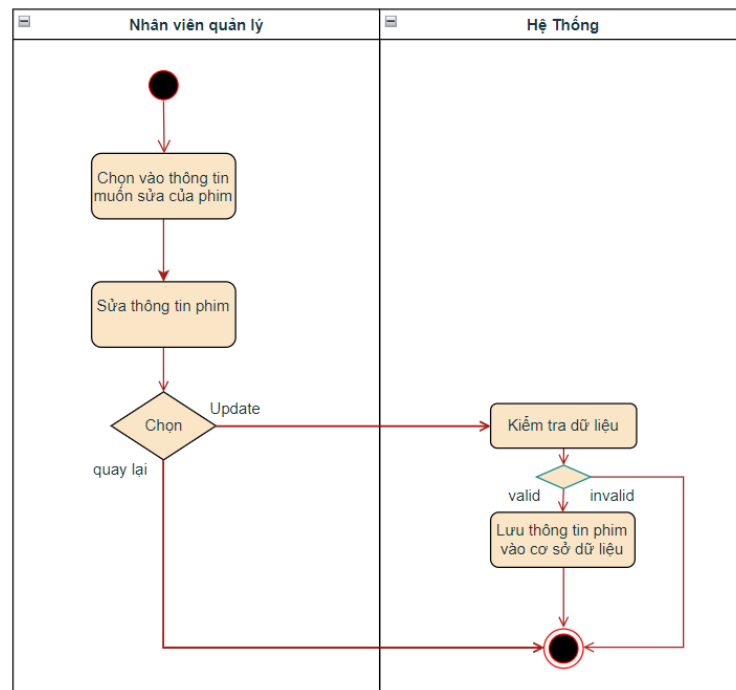 Nhân viên quản lý
Hệ Thống
Chọn vào thông tin
muốn sửa của phim
Sửa thông tin phim
Chọn
Update
quay lại
Kiểm tra dữ liệu
valid
invalid
Lưu thông tin phim
vào cơ sở dữ liệu